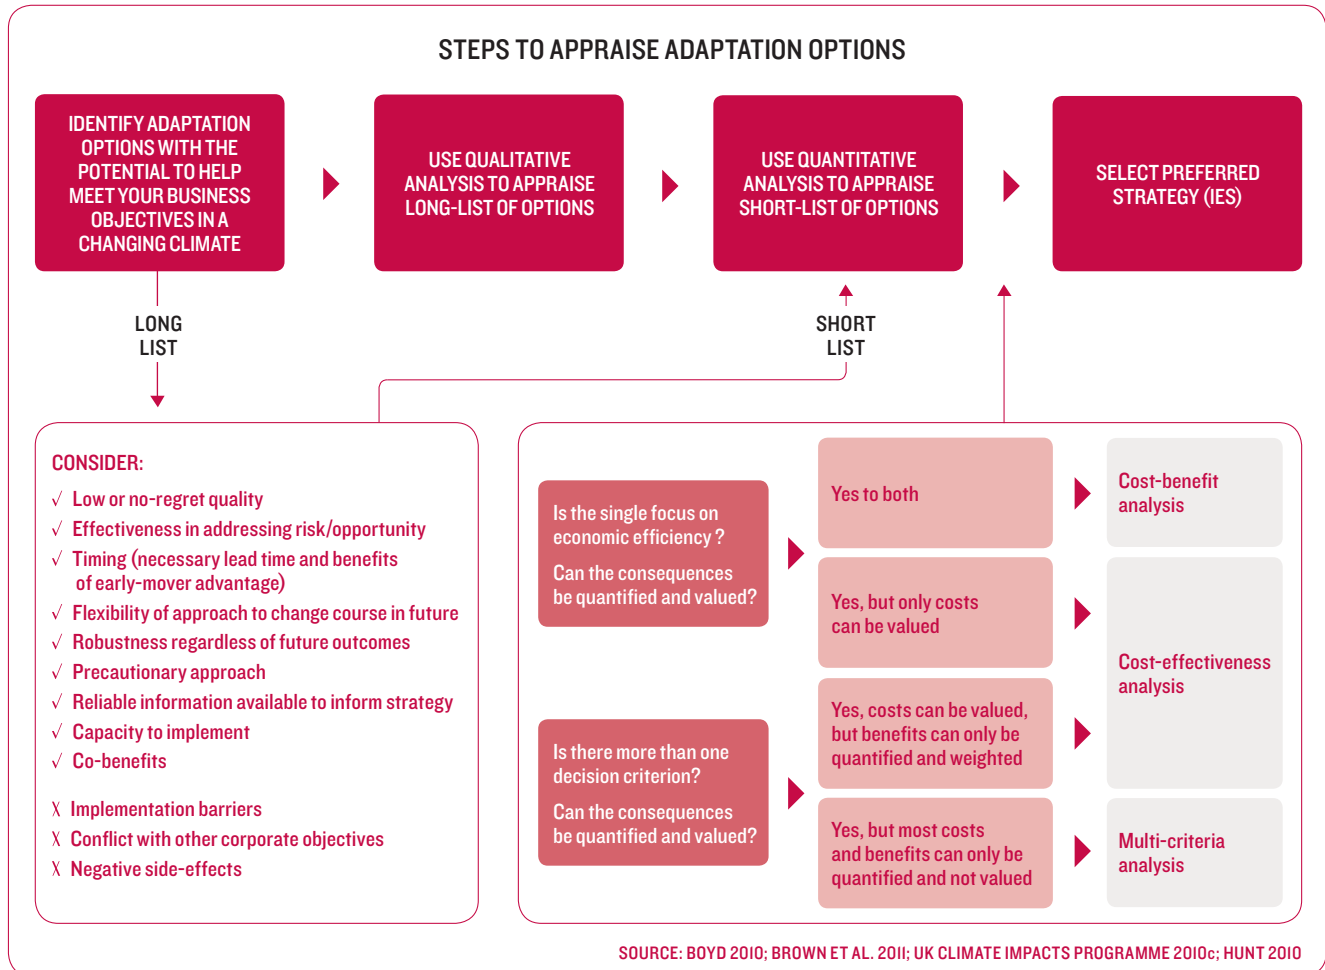 STEPS TO APPRAISE ADAPTATION OPTIONS
IDENTIFY ADAPTATION
OPTIONS WITH THE
POTENTIAL TO HELP
MEET YOUR BUSINESS
OBJECTIVES IN A
CHANGING CLIMATE
USE QUALITATIVE
ANALYSIS TO APPRAISE
LONG-LIST OF OPTIONS
USE QUANTITATIVE
ANALYSIS TO APPRAISE
SHORT-LIST OF OPTIONS
SELECT PREFERRED
STRATEGY (IES)
LONG
LIST
SHORT
LIST
CONSIDER:
√ Low or no-regret quality
√ Effectiveness in addressing risk/opportunity
√ Timing (necessary lead time and benefits
of early-mover advantage)
√ Flexibility of approach to change course in future
√ Robustness regardless of future outcomes
√ Precautionary approach
√ Reliable information available to inform strategy
√ Capacity to implement
√ Co-benefits
X Implementation barriers
X Conflict with other corporate objectives
X Negative side-effects
Is the single focus on
economic efficiency ?
Can the consequences
be quantified and valued?
Yes to both
Cost-benefit
analysis
Yes, but only costs
can be valued
Cost-effectiveness
analysis
Is there more than one
decision criterion?
Can the consequences
be quantified and valued?
Yes, costs can be valued,
but benefits can only be
quantified and weighted
Yes, but most costs
and benefits can only be
quantified and not valued
Multi-criteria
analysis
SOURCE: BOYD 2010; BROWN ET AL. 2011; UK CLIMATE IMPACTS PROGRAMME 2010c; HUNT 2010